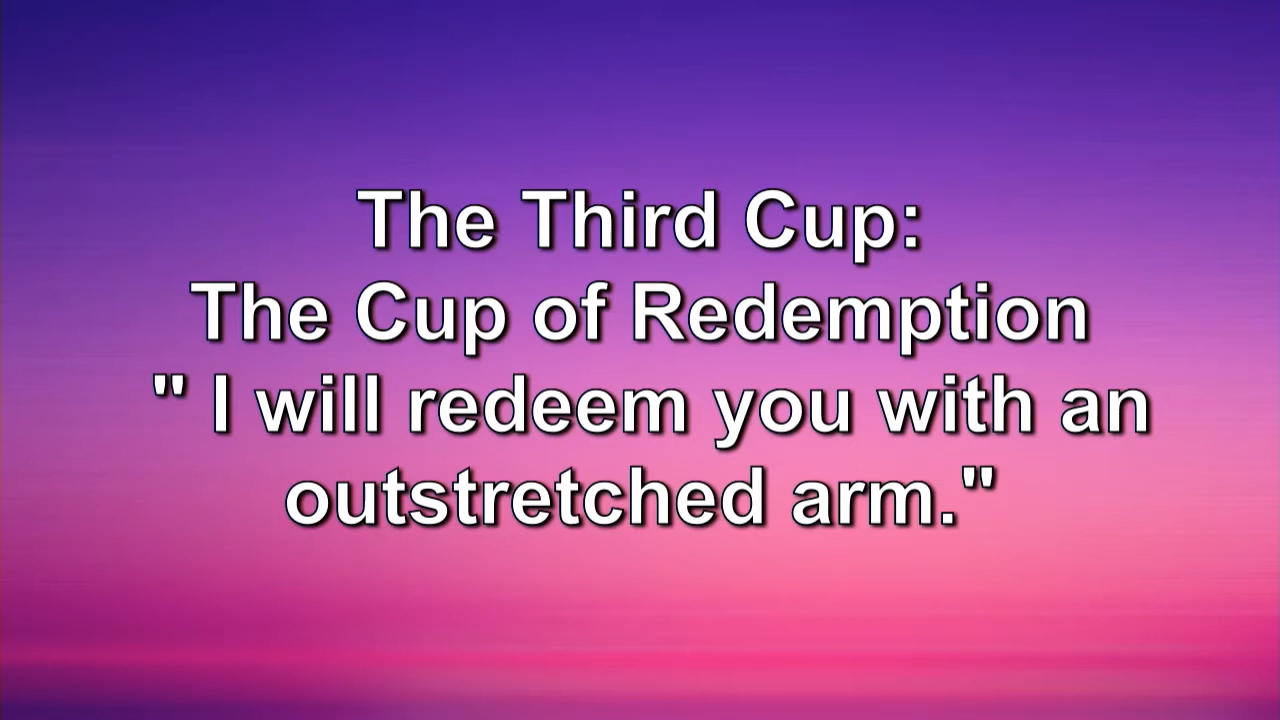 The Third Cup:
The Cup of Redemption
" I will redeem you with an
outstretched arm."